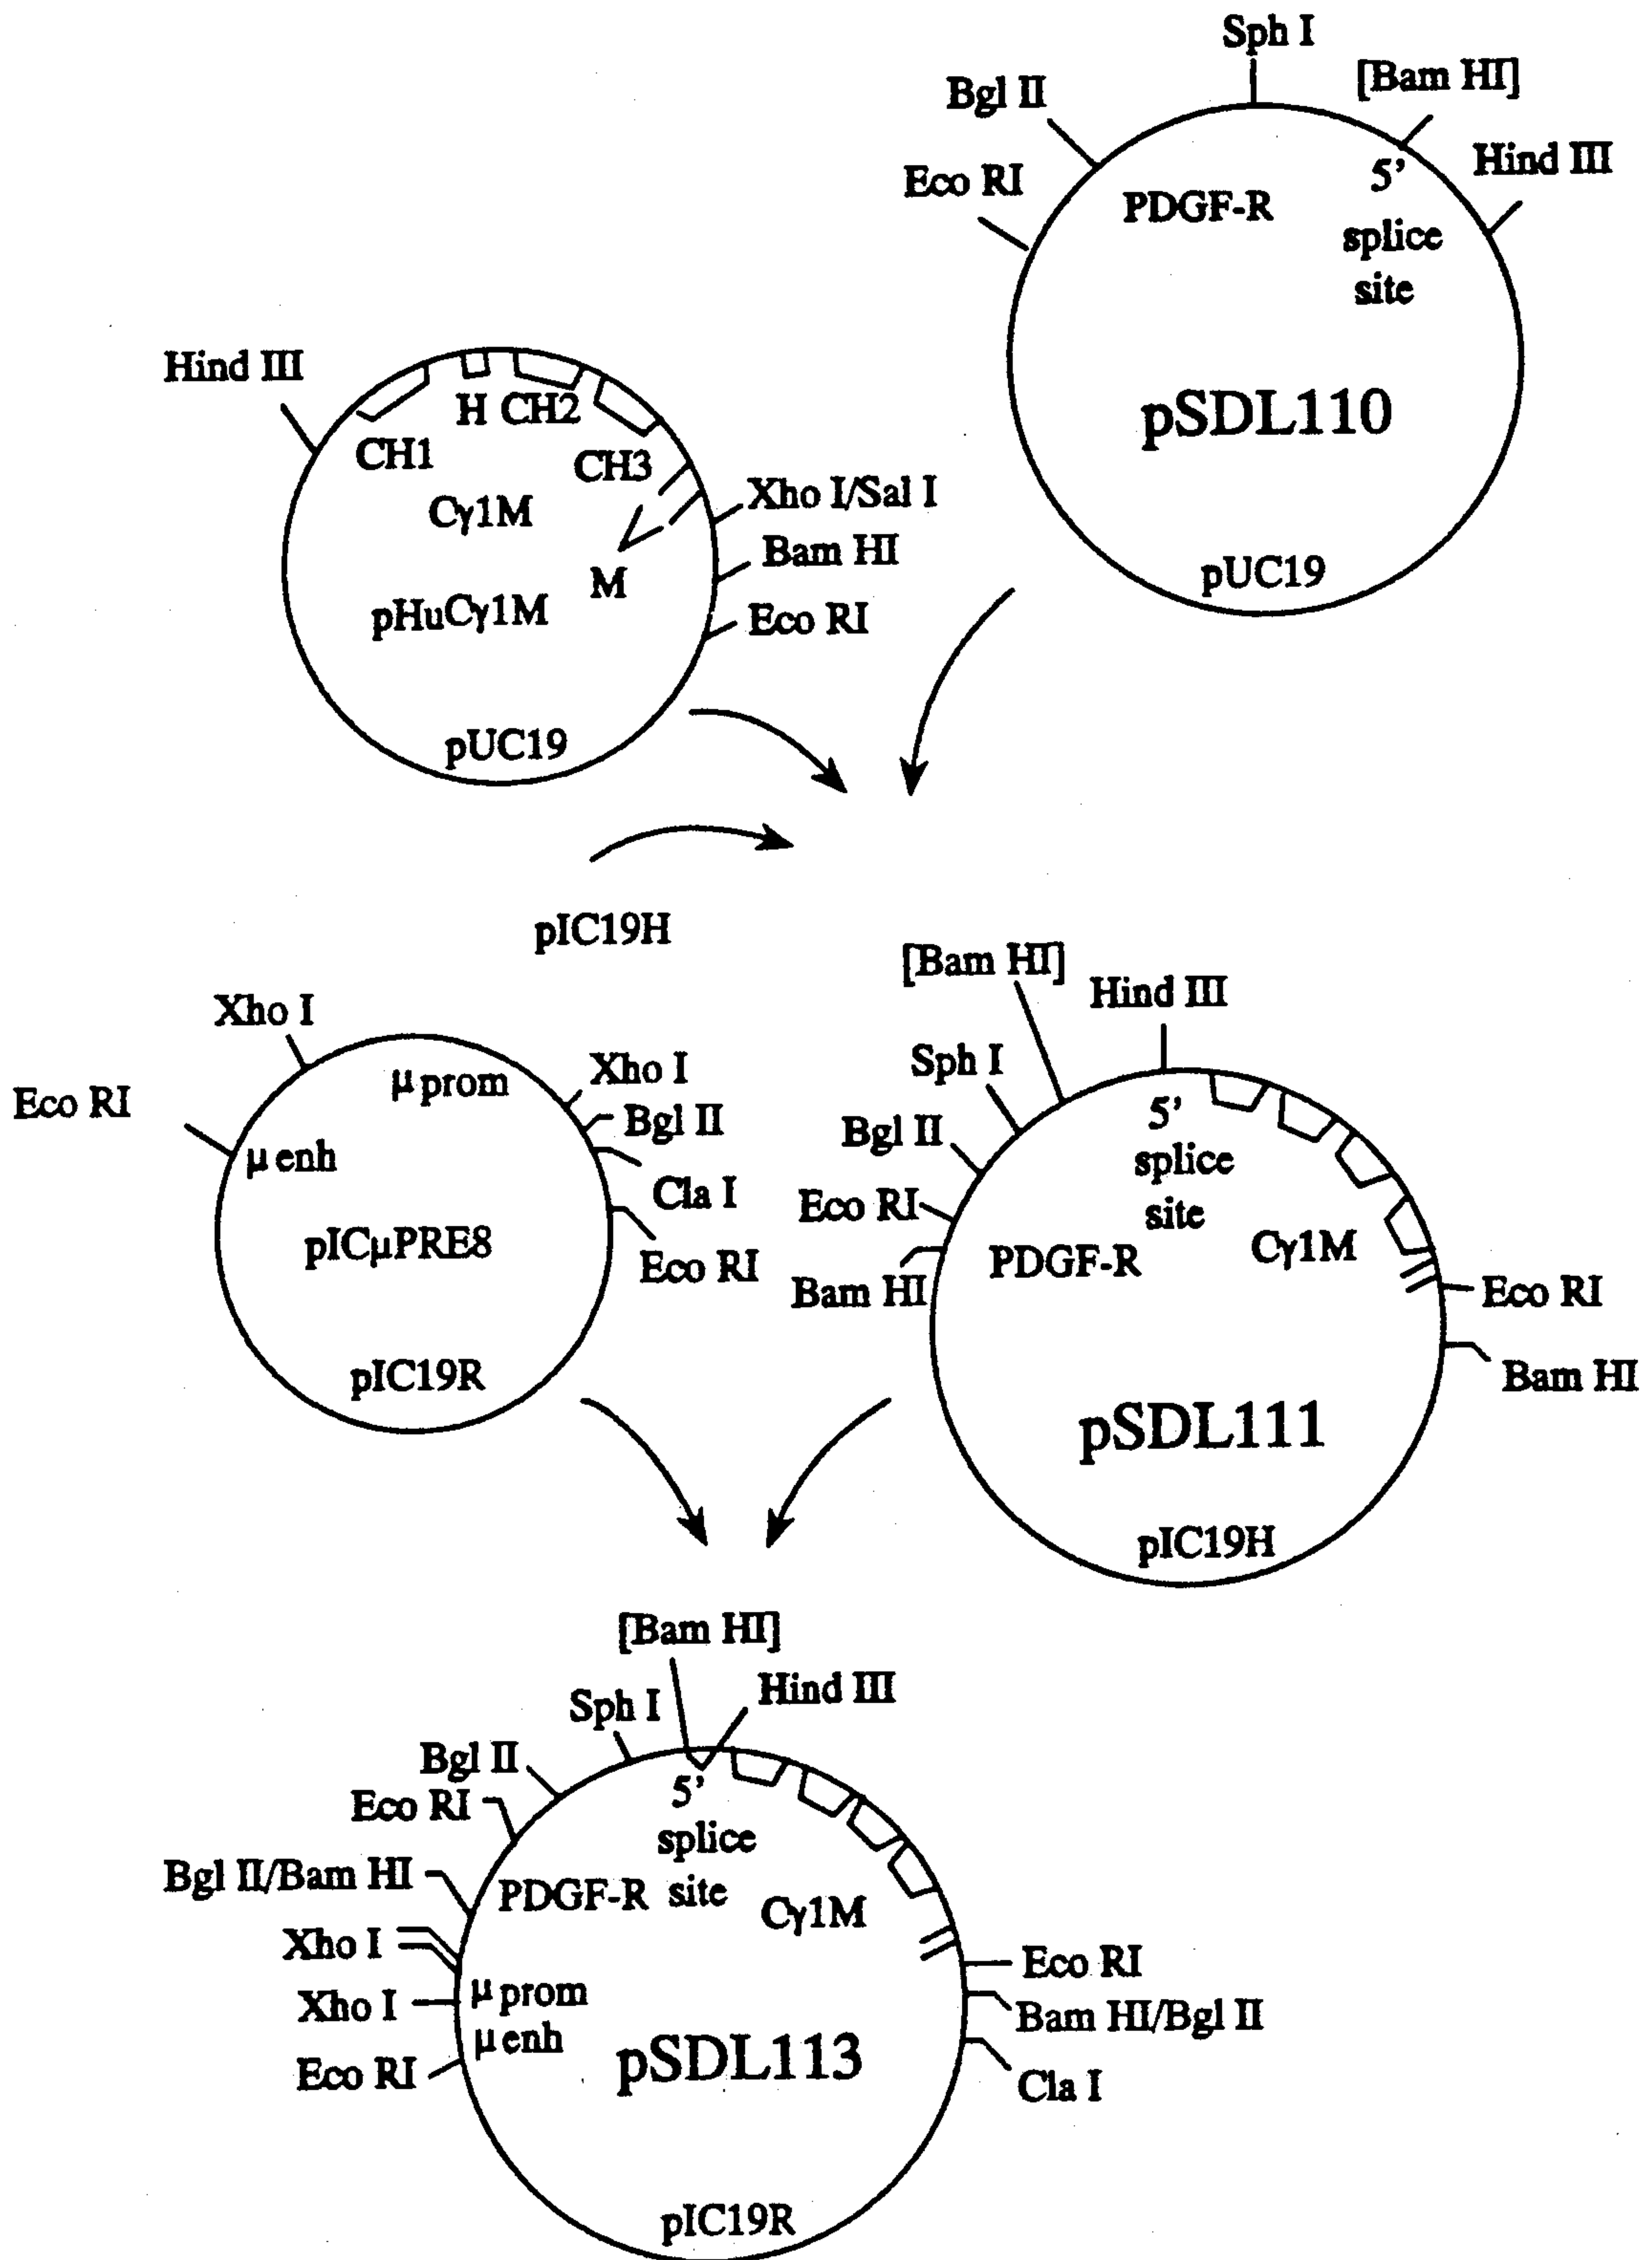 Sph I
[Bam HI]
Bgl II
Hind III
Eco RI
PDGF-R
5’
splice
site
pSDL110
pUC19
Hind III
CH1
H CH2
CH3
Cγ1M
M
pHuCγ1M
Xho I/Sal I
Bam HI
Eco RI
pUC19
pIC19H
Xho I
Eco RI
μ prom
Xho I
μ enh
Bgl II
Cla I
pICμPRE8
Eco RI
pIC19R
[Bam HI]
Hind III
Sph I
Bgl II
5’
splice
site
Eco RI
Bam HI
PDGF-R
Cγ1M
Eco RI
Bam HI
pSDL111
pIC19H
[Bam HI]
Sph I
Hind III
Bgl II
5’
Eco RI
splice
Bgl II/Bam HI
PDGF-R site
Cγ1M
Xho I
Eco RI
Xho I
μ prom
Bam HI/Bgl II
μ enh
pSDL113
Eco RI
Cla I
pIC19R